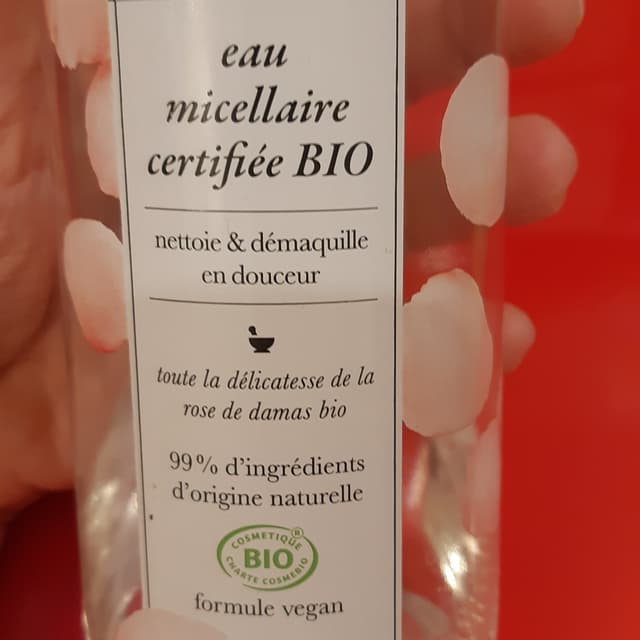 eau
micellaire
certifiée BIO
nettoie & démaquille
en douceur
toute la délicatesse de la
rose de damas bio
99% d'ingrédients
d'origine naturelle
COSMETIQUE ®
BIO
CHARTE COSMEBIO
formule vegan